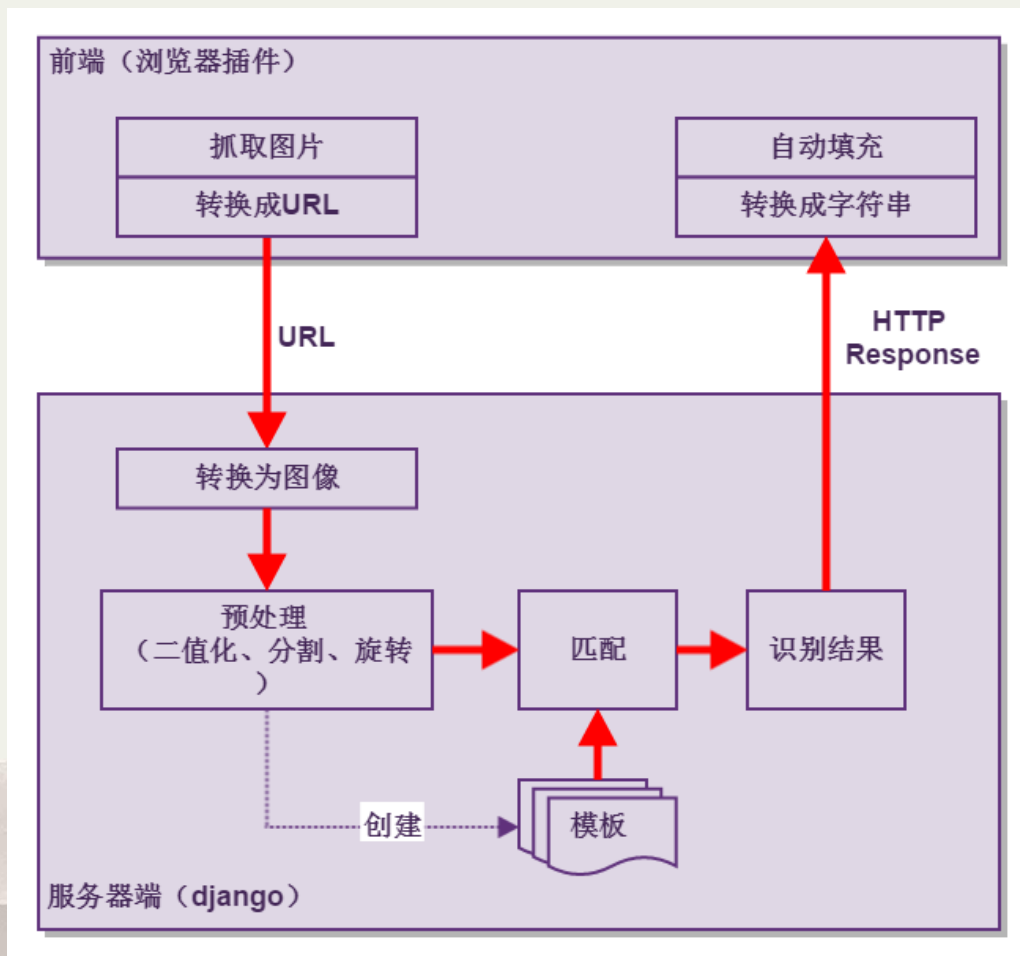 前端（浏览器插件）
抓取图片
转换成URL
自动填充
转换成字符串
URL
HTTP
Response
转换为图像
预处理
（二值化、分割、旋转
）
匹配
识别结果
创建
模板
服务器端（django）